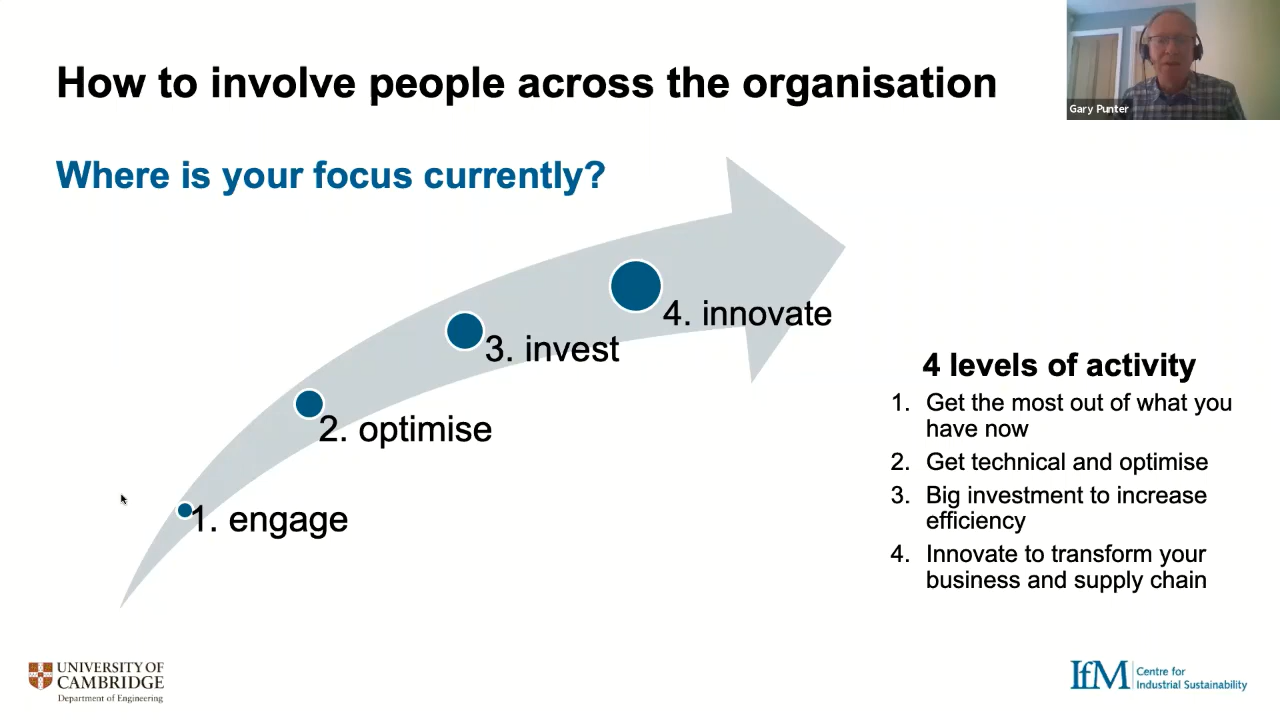 How to involve people across the organisation
Gary Punter
Where is your focus currently?
4. innovate
3. invest
2. optimise
1. engage
4 levels of activity
1. Get the most out of what you
have now
2. Get technical and optimise
3. Big investment to increase
efficiency
4. Innovate to transform your
business and supply chain
UNIVERSITY OF
CAMBRIDGE
Department of Engineering
IfM
Centre for
Industrial Sustainability